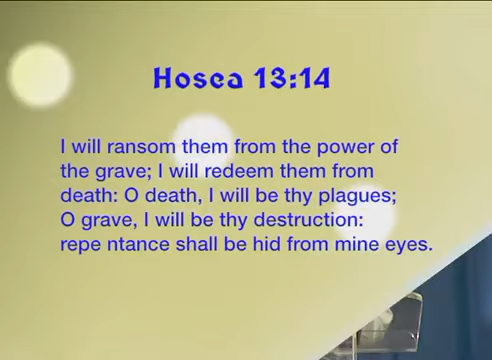 Hosea 13:14
I will ransom them from the power of
the grave; I will redeem them from
death: O death, I will be thy plagues;
O grave, I will be thy destruction:
repe ntance shall be hid from mine eyes.